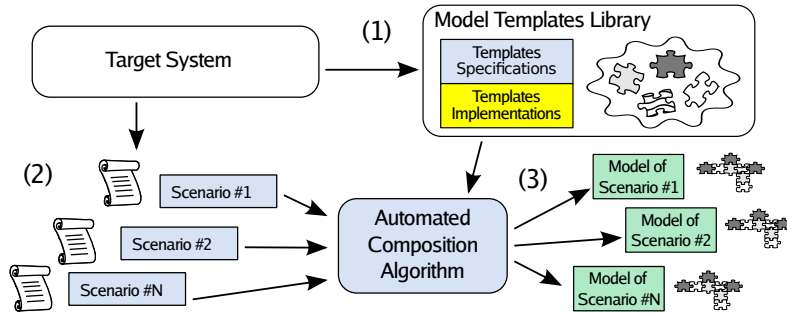 (1)
Model Templates Library
Target System
Templates
Specifications
Templates
Implementations
(2)
Scenario #1
Scenario #2
Scenario #N
Automated
Composition
Algorithm
(3)
Model of
Scenario #1
Model of
Scenario #2
Model of
Scenario #N